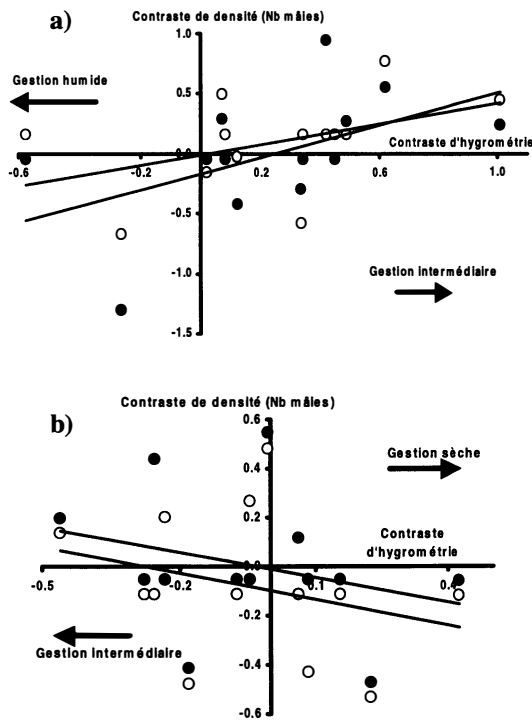 a)
Contraste de densité (Nb mâles)
1.0
Gestion humide
0.5
Contraste d'hygrométrie
0.0
-0.6
-0.2
0.2
0.6
1.0
-0.5
Gestion intermédiaire
-1.0
-1.5
b)
Contraste de densité (Nb mâles)
0.6
Gestion sèche
0.4
0.2
Contraste
d'hygrométrie
0.0
-0.5
-0.2
0.1
0.4
-0.2
Gestion intermédiaire
-0.4
-0.6